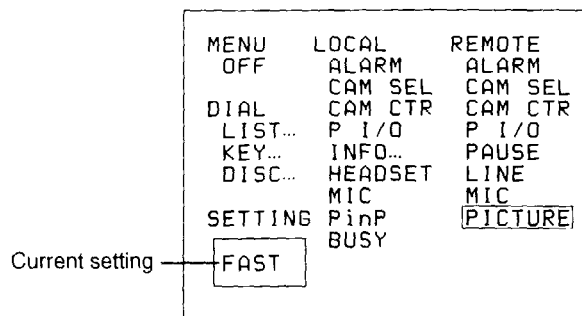 MENU LOCAL REMOTE
OFF ALARM ALARM
CAM SEL CAM SEL
DIAL CAM CTR CAM CTR
LIST... P I/O P I/O
KEY... INFO... PAUSE
DISC... HEADSET LINE
MIC MIC
SETTING PinP PICTURE
BUSY
Current setting FAST